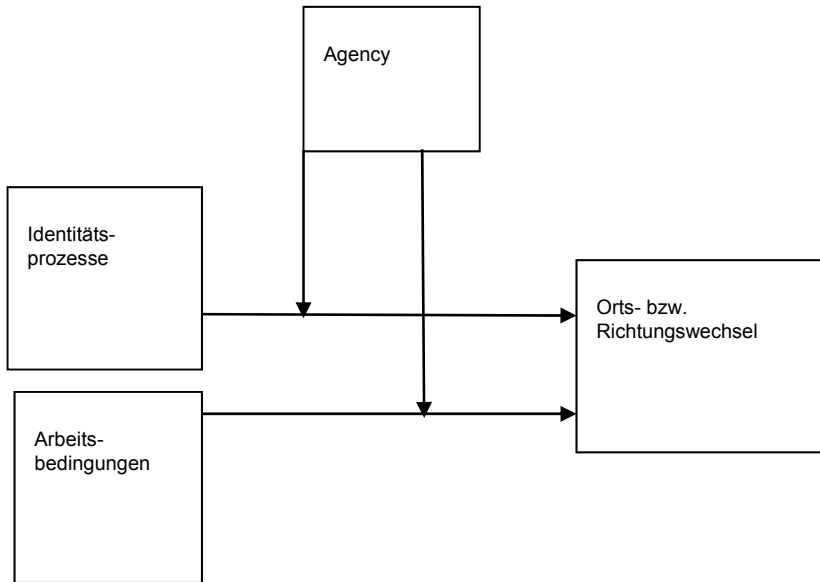 Agency
Identitäts-
prozesse
Orts- bzw.
Richtungswechsel
Arbeits-
bedingungen